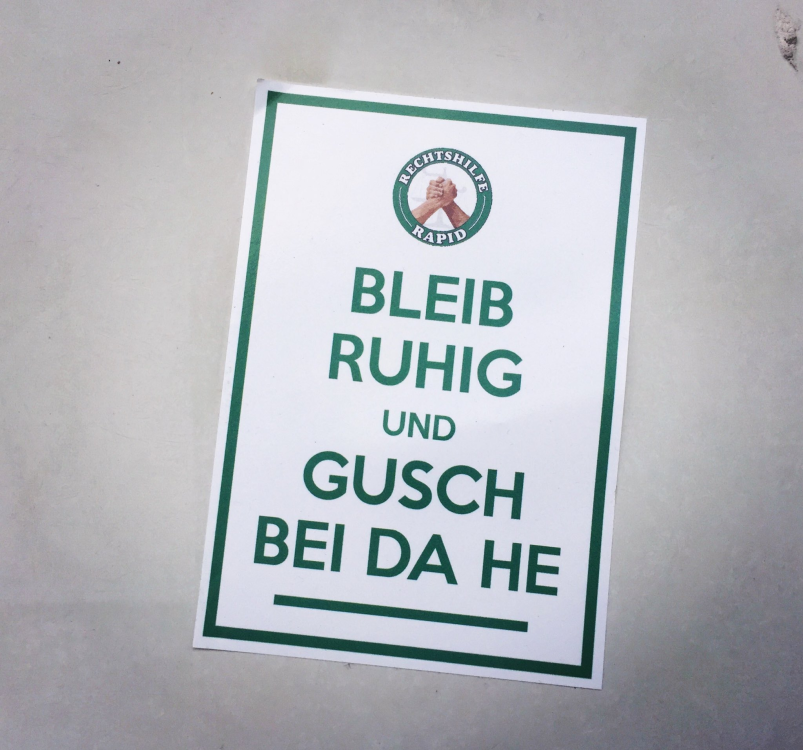 RECHTSHILFE
RAPID
BLEIB
RUHIG
UND
GUSCH
BEI DA HE